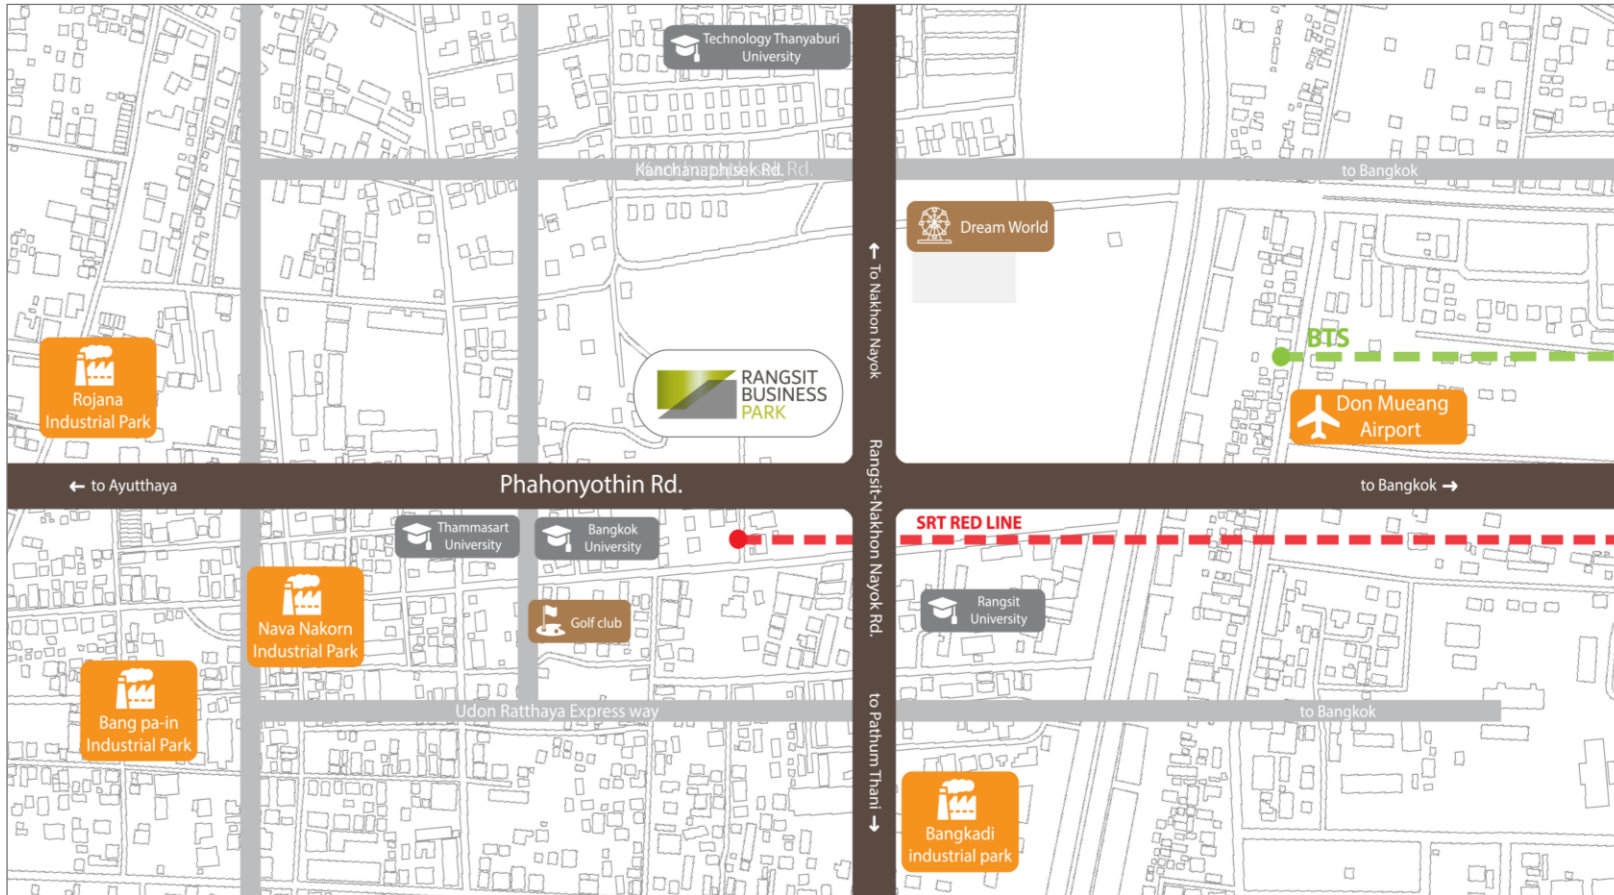 Technology Thanyaburi
University
Kanchanaphisek Rd.
to Bangkok
Dream World
← To Nakhon Nayok
BTS
Rojana
Industrial Park
RANGSIT
BUSINESS
PARK
Don Mueang
Airport
← to Ayutthaya
Phahonyothin Rd.
Rangsit-Nakhon Nayok Rd.
to Bangkok →
Thammasart
University
Bangkok
University
SRT RED LINE
Nava Nakorn
Industrial Park
Golf club
Rangsit
University
Bang pa-in
Industrial Park
Udon Ratthaya Express way
to Pathum Thani →
to Bangkok
Bangkadi
industrial park